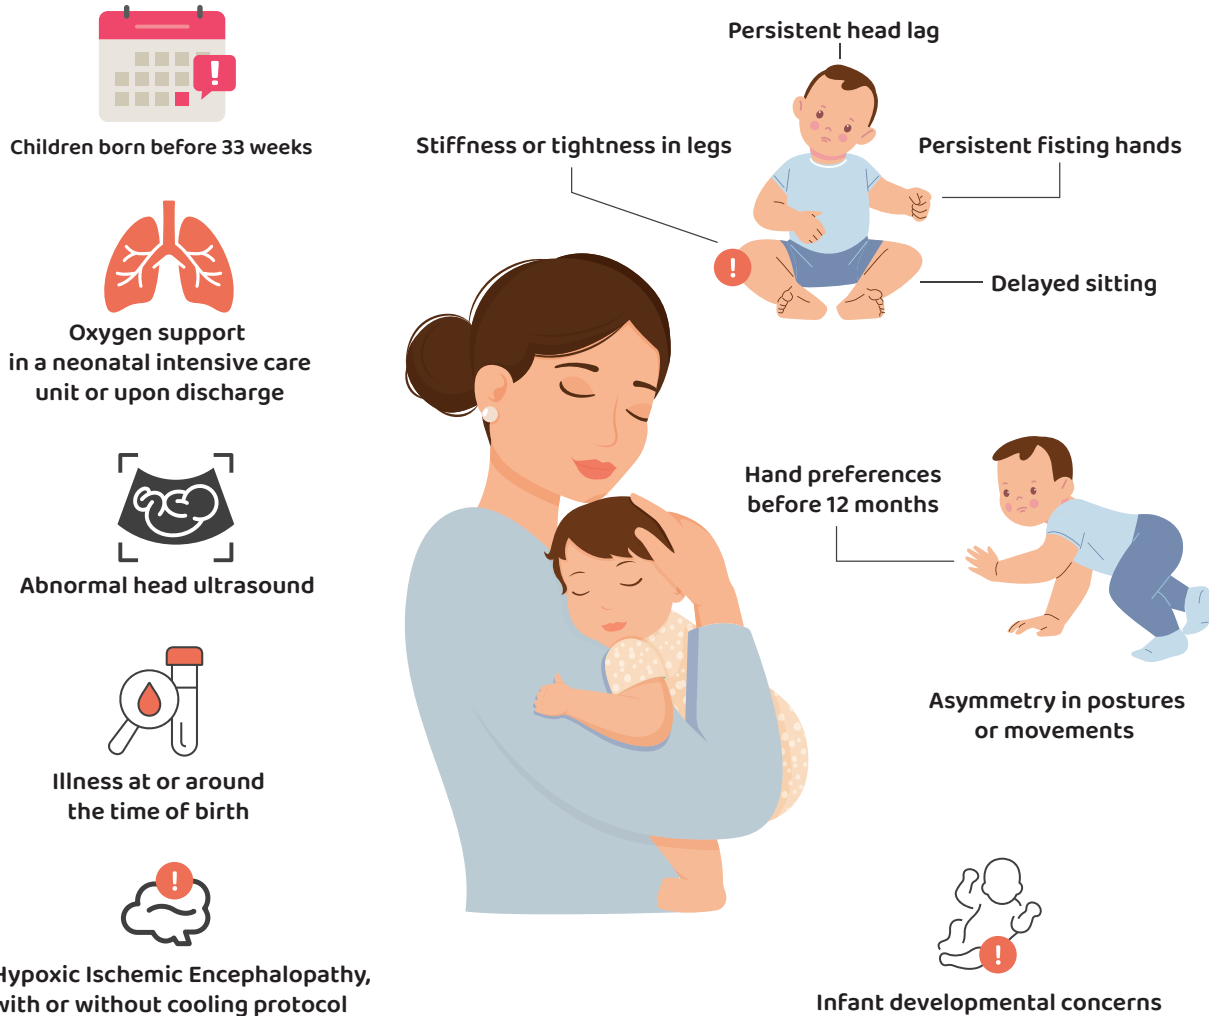 Children born before 33 weeks
Oxygen support
in a neonatal intensive care
unit or upon discharge
Abnormal head ultrasound
Illness at or around
the time of birth
Hypoxic Ischemic Encephalopathy,
with or without cooling protocol
Persistent head lag
Stiffness or tightness in legs
Persistent fisting hands
Delayed sitting
Hand preferences
before 12 months
Asymmetry in postures
or movements
Infant developmental concerns